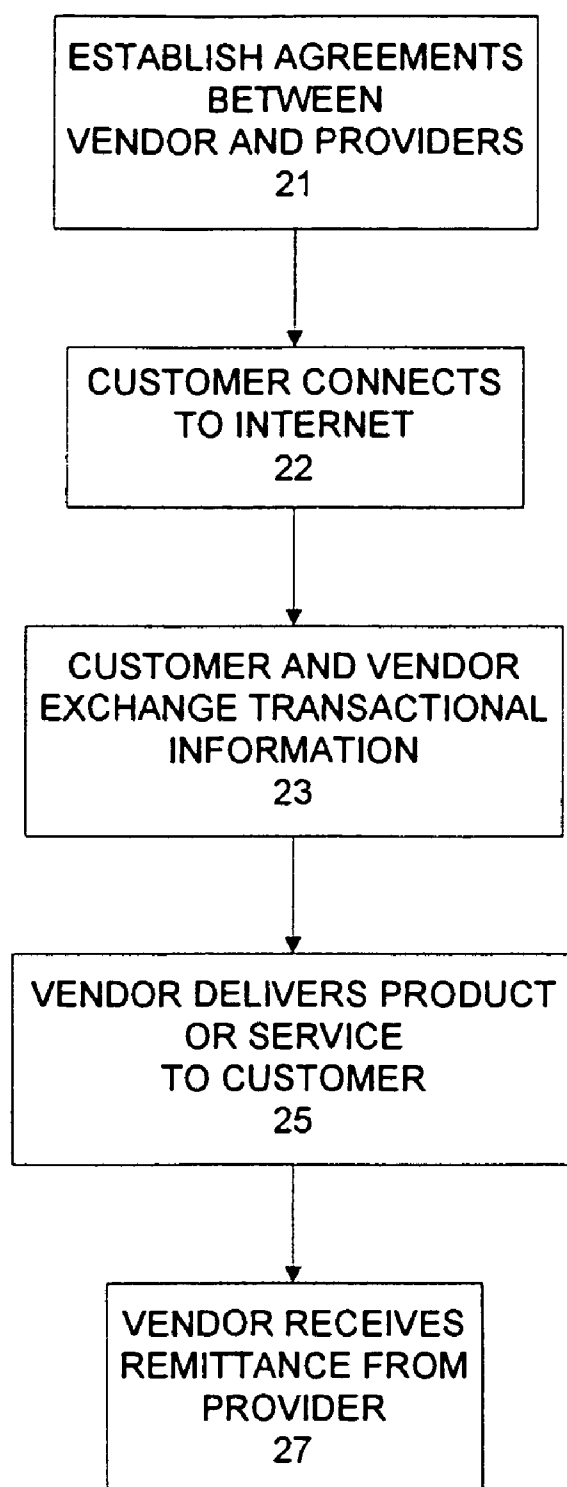 ESTABLISH AGREEMENTS
BETWEEN
VENDOR AND PROVIDERS
21
CUSTOMER CONNECTS
TO INTERNET
22
CUSTOMER AND VENDOR
EXCHANGE TRANSACTIONAL
INFORMATION
23
VENDOR DELIVERS PRODUCT
OR SERVICE
TO CUSTOMER
25
VENDOR RECEIVES
REMITTANCE FROM
PROVIDER
27